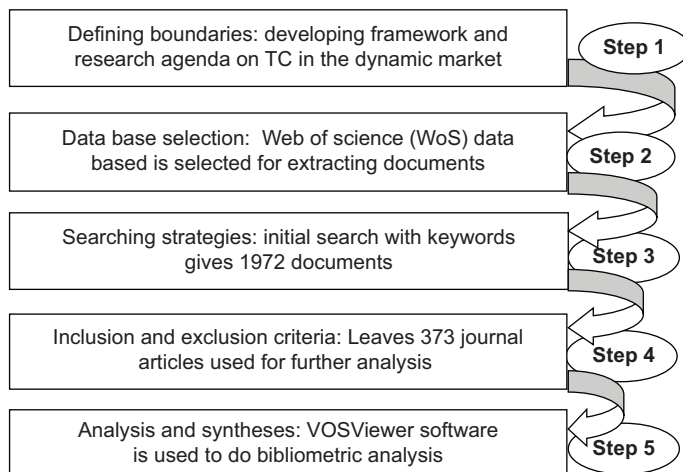 Defining boundaries: developing framework and
research agenda on TC in the dynamic market
Step 1
Data base selection: Web of science (WoS) data
based is selected for extracting documents
Step 2
Searching strategies: initial search with keywords
gives 1972 documents
Step 3
Inclusion and exclusion criteria: Leaves 373 journal
articles used for further analysis
Step 4
Analysis and syntheses: VOSViewer software
is used to do bibliometric analysis
Step 5